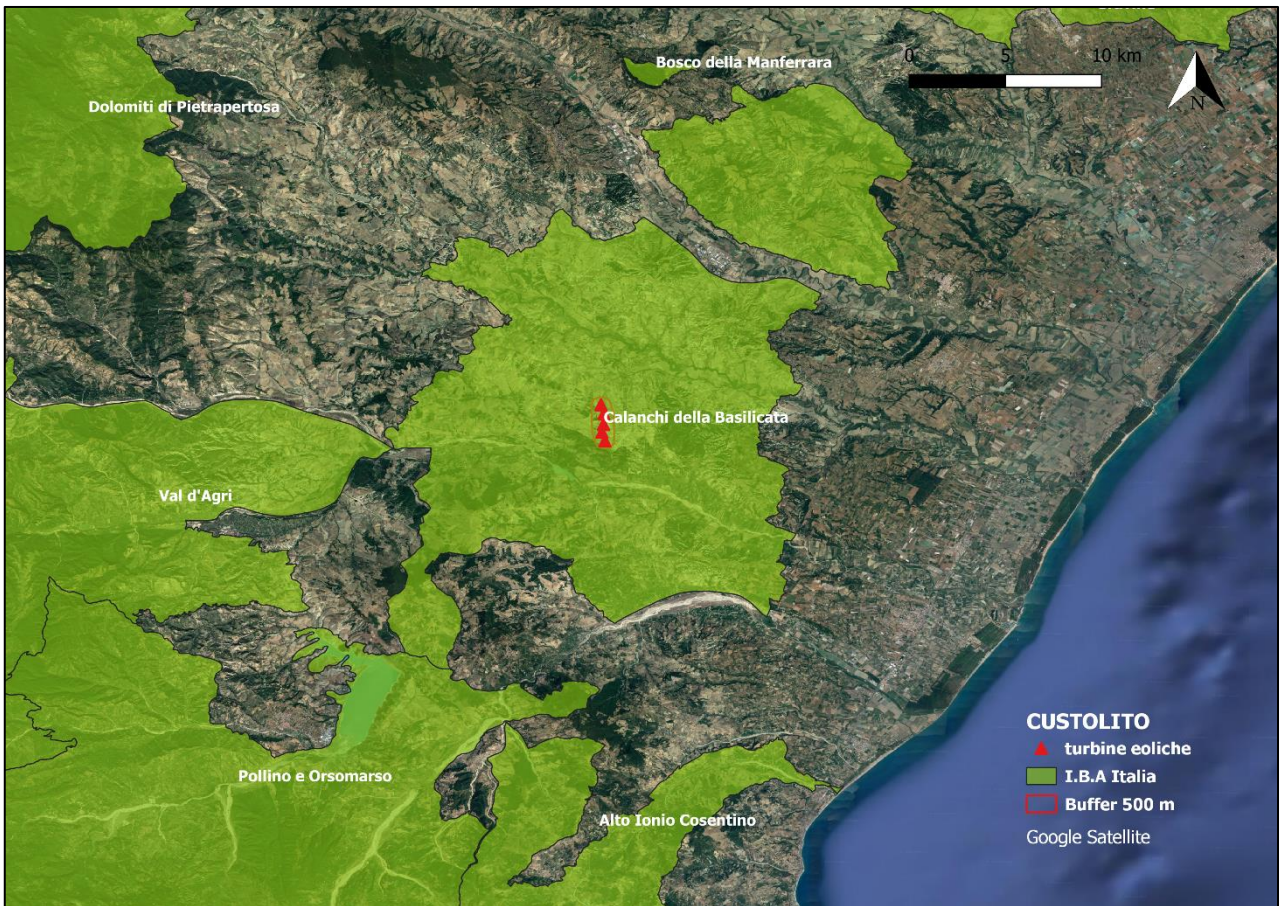 Bosco della Manferrara
0 5 10 km
N
Dolomiti di Pietrapertosa
Calanchi della Basilicata
Val d'Agri
Pollino e Orsomarso
Alto Ionio Cosentino
CUSTOLITO
turbine eoliche
I.B.A Italia
Buffer 500 m
Google Satellite